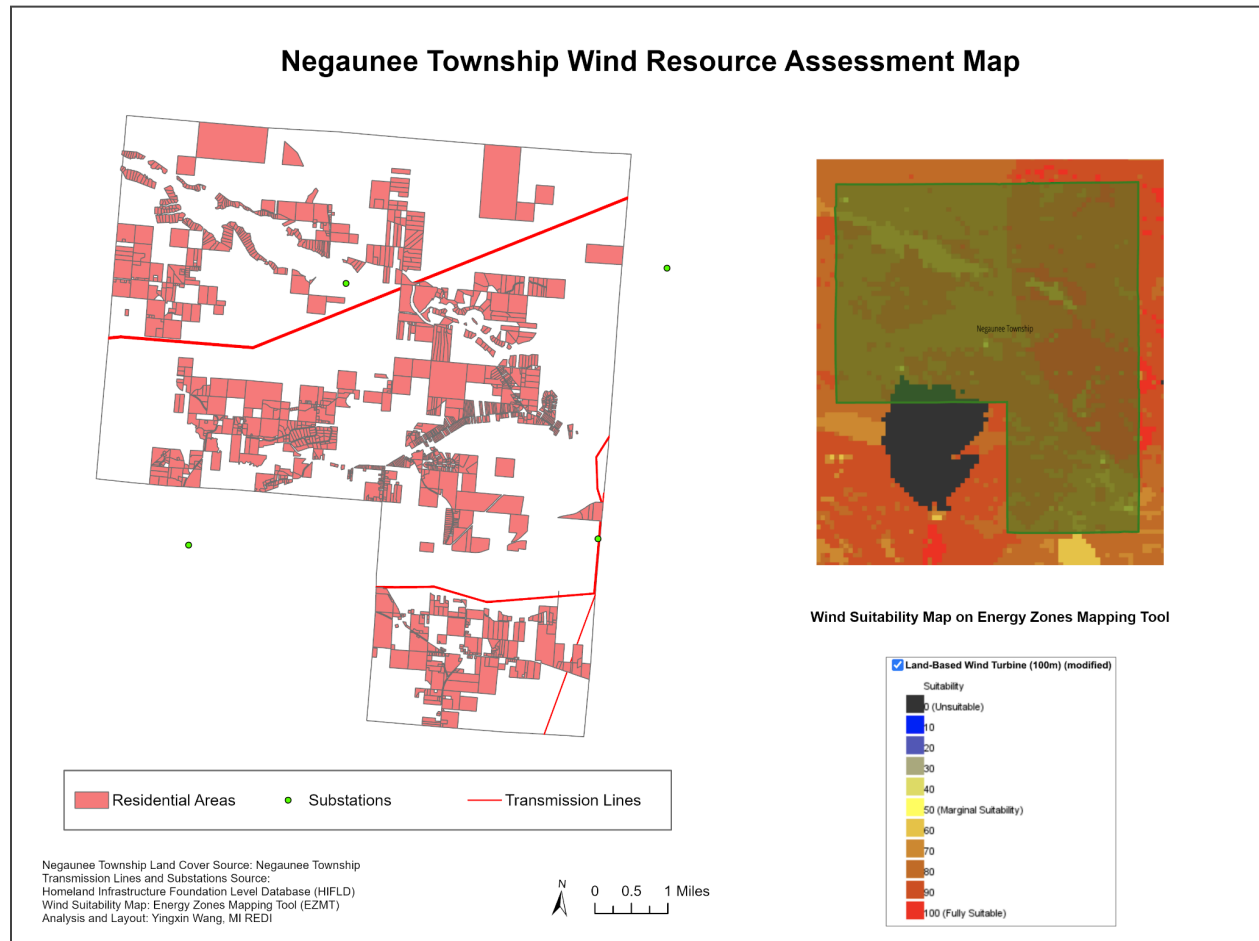 Negaunee Township Wind Resource Assessment Map
Negaunee Township
Wind Suitability Map on Energy Zones Mapping Tool
Land-Based Wind Turbine (100m) (modified)
Suitability
0 (Unsuitable)
10
20
30
40
50 (Marginal Suitability)
60
70
80
90
100 (Fully Suitable)
Residential Areas
Substations
Transmission Lines
Negaunee Township Land Cover Source: Negaunee Township
Transmission Lines and Substations Source:
Homeland Infrastructure Foundation Level Database (HIFLD)
Wind Suitability Map: Energy Zones Mapping Tool (EZMT)
Analysis and Layout: Yingxin Wang, MI REDI
N
0 0.5 1 Miles